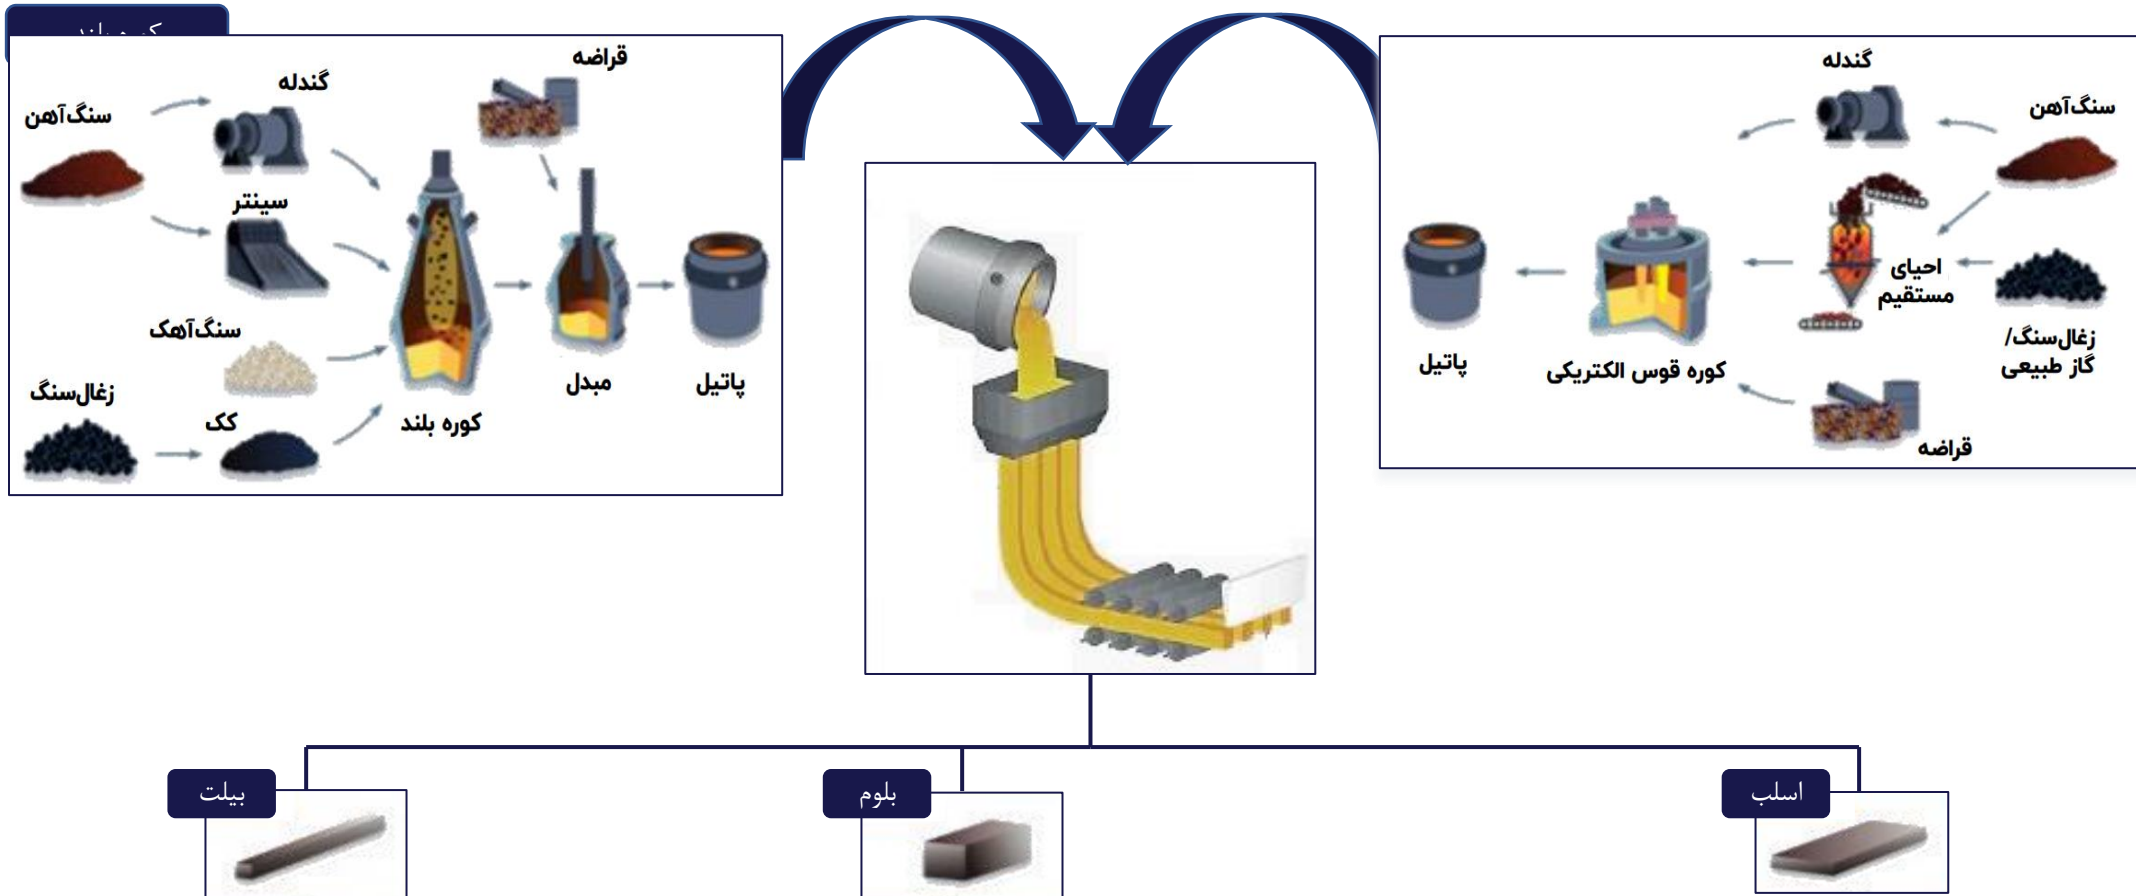 قراضه
گندله
سنگ‌آهن
سینتر
سنگ‌آهک
زغال‌سنگ
کک
کوره بلند
مبدل
پاتیل
گندله
سنگ‌آهن
احیای
مستقیم
زغال‌سنگ/
گاز طبیعی
کوره قوس الکتریکی
پاتیل
قراضه
اسلب
بلوم
بیلت